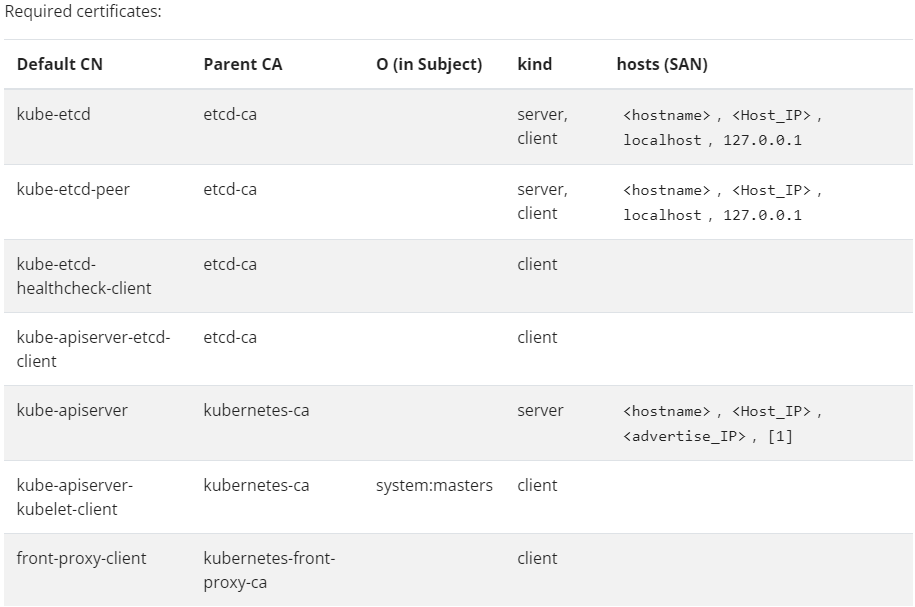 Required certificates:
Default CN Parent CA O (in Subject) kind hosts (SAN)
kube-etcd etcd-ca server, <hostname> , <Host_IP> ,
client localhost , 127.0.0.1
kube-etcd-peer etcd-ca server, <hostname> , <Host_IP> ,
client localhost , 127.0.0.1
kube-etcd- etcd-ca client
healthcheck-client
kube-apiserver-etcd- etcd-ca client
client
kube-apiserver kubernetes-ca server <hostname> , <Host_IP> ,
<advertise_IP> , [1]
kube-apiserver- kubernetes-ca system:masters client
kubelet-client
front-proxy-client kubernetes-front- client
proxy-ca